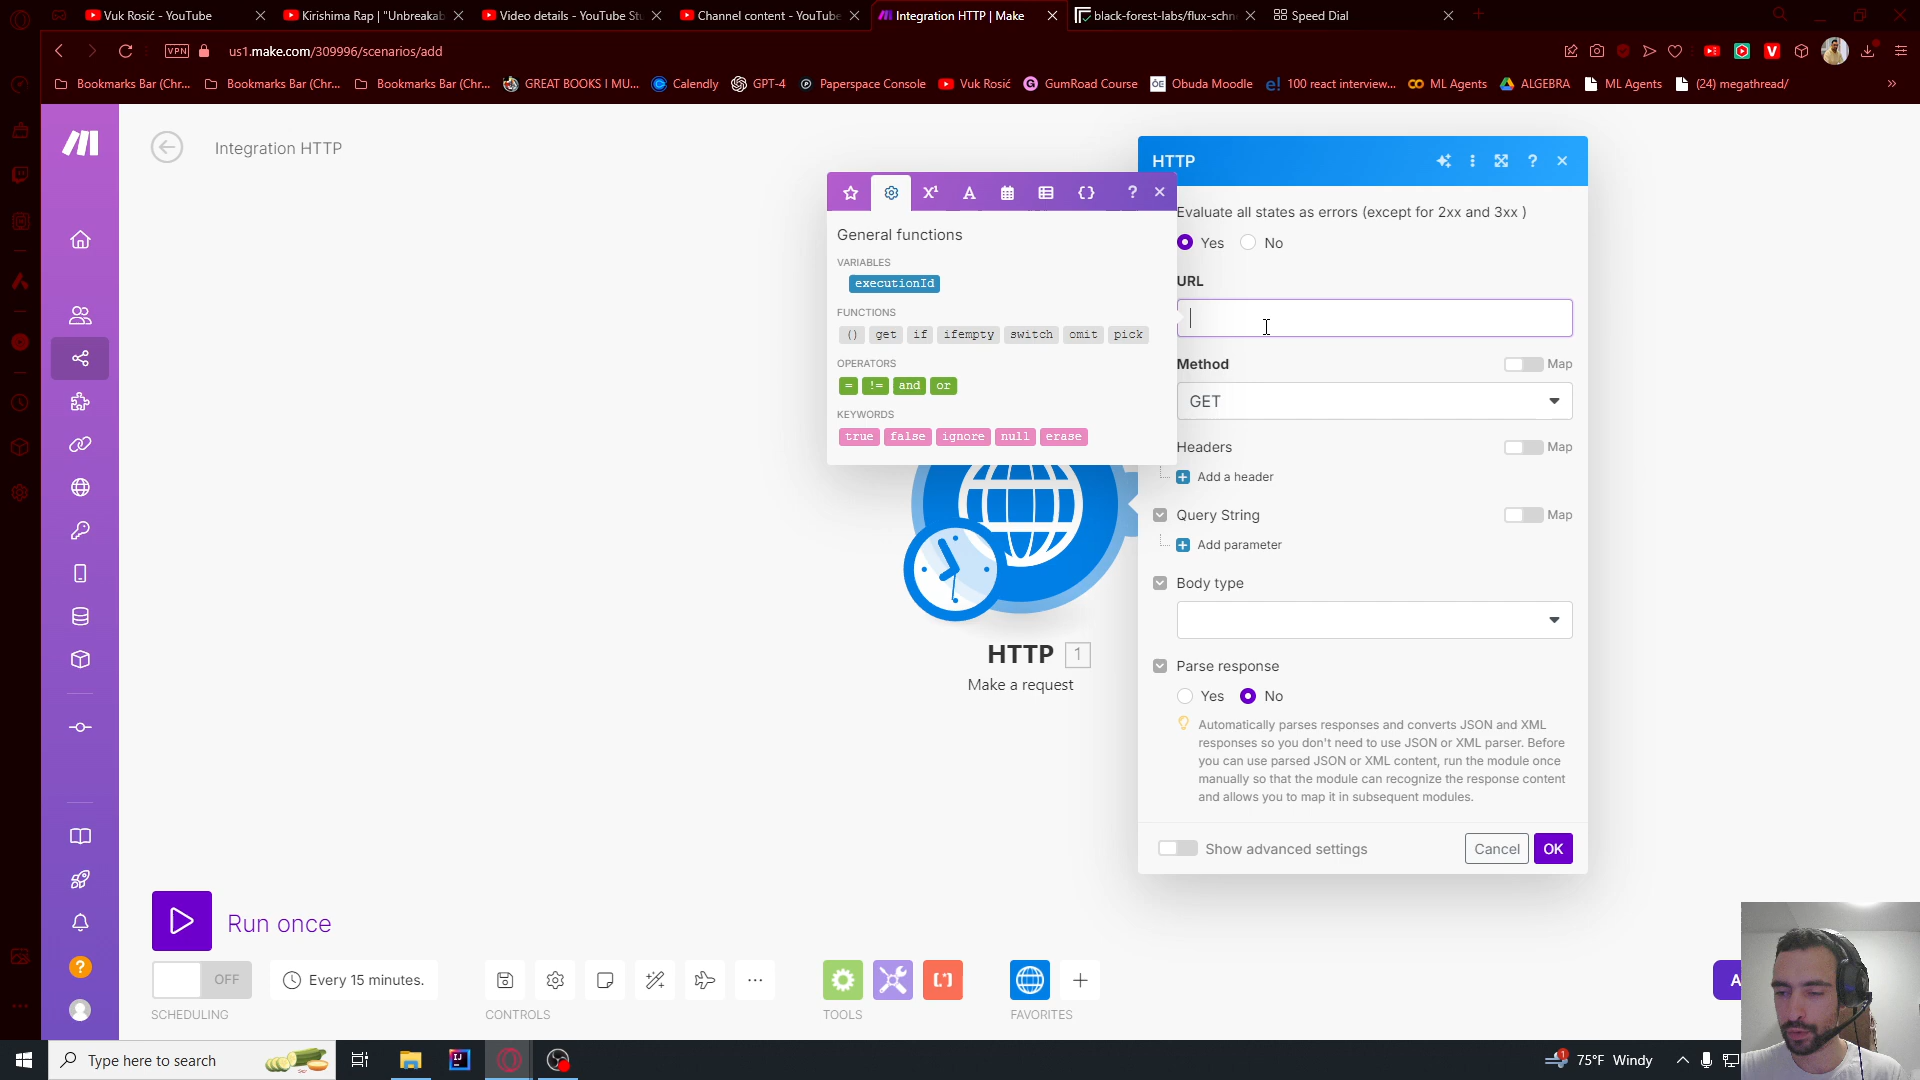 Vuk Rosić - YouTube
Kirishima Rap | "Unbreakab
Video details - YouTube Stu
Channel content - YouTube
Integration HTTP | Make
black-forest-labs/flux-schne
Speed Dial
VPN
us1.make.com/309996/scenarios/add
Bookmarks Bar (Chr...
Bookmarks Bar (Chr...
Bookmarks Bar (Chr...
GREAT BOOKS I MU...
Calendly
GPT-4
Paperspace Console
Vuk Rosić
GumRoad Course
Obuda Moodle
100 react interview...
ML Agents
ALGEBRA
ML Agents
(24) megathread/
Integration HTTP
HTTP
Evaluate all states as errors (except for 2xx and 3xx )
Yes
No
URL
Method
Map
GET
Headers
Map
Add a header
Query String
Map
Add parameter
Body type
Parse response
Yes
No
Automatically parses responses and converts JSON and XML
responses so you don't need to use JSON or XML parser. Before
you can use parsed JSON or XML content, run the module once
manually so that the module can recognize the response content
and allows you to map it in subsequent modules.
Show advanced settings
Cancel
OK
General functions
VARIABLES
executionId
FUNCTIONS
() get if ifempty switch omit pick
OPERATORS
= != and or
KEYWORDS
true false ignore null erase
HTTP 1
Make a request
Run once
OFF
Every 15 minutes.
SCHEDULING
CONTROLS
TOOLS
FAVORITES
Type here to search
1
75°F Windy